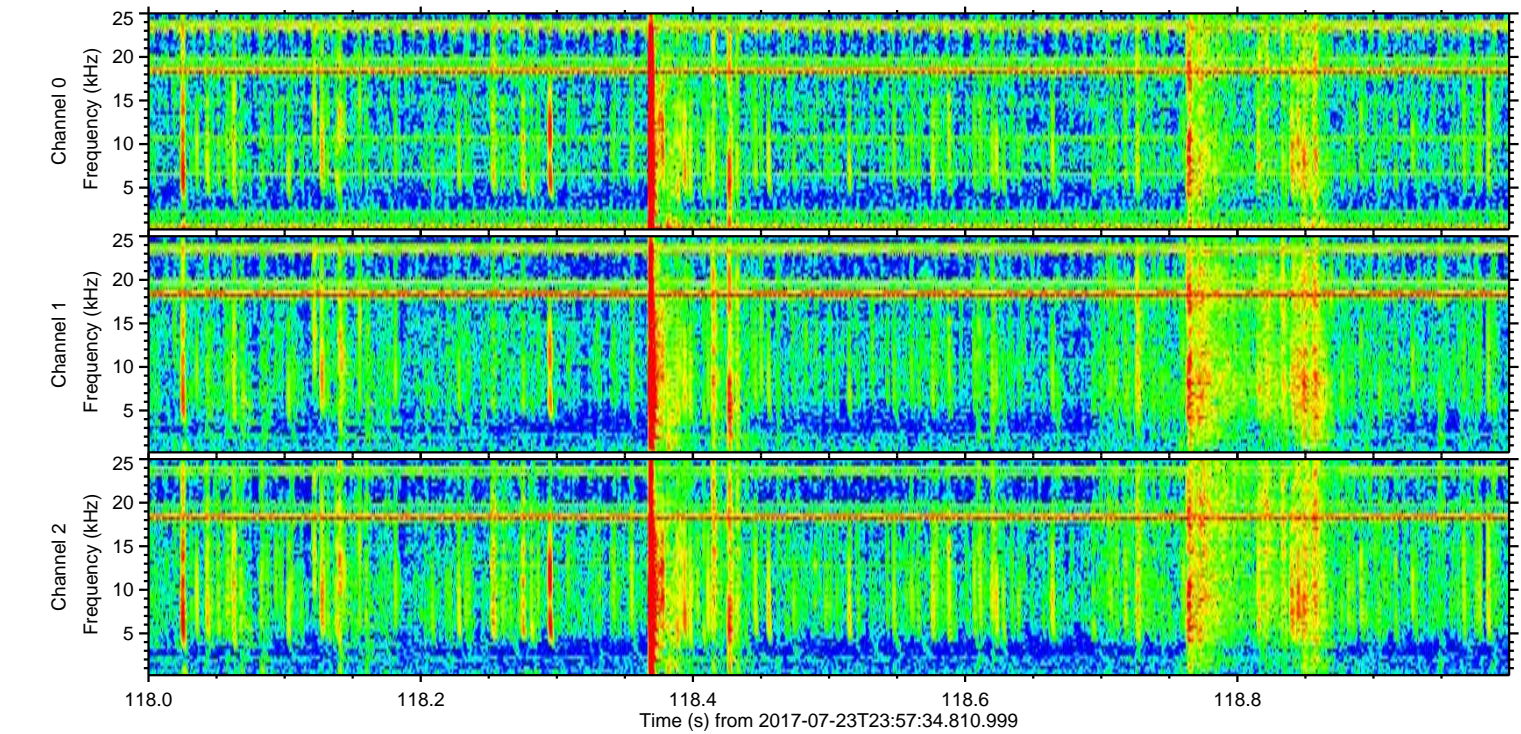 25
20
15
10
5
Channel 0
Frequency (kHz)
25
20
15
10
5
Channel 1
Frequency (kHz)
25
20
15
10
5
Channel 2
Frequency (kHz)
118.0 118.2 118.4 118.6 118.8
Time (s) from 2017-07-23T23:57:34.810.999